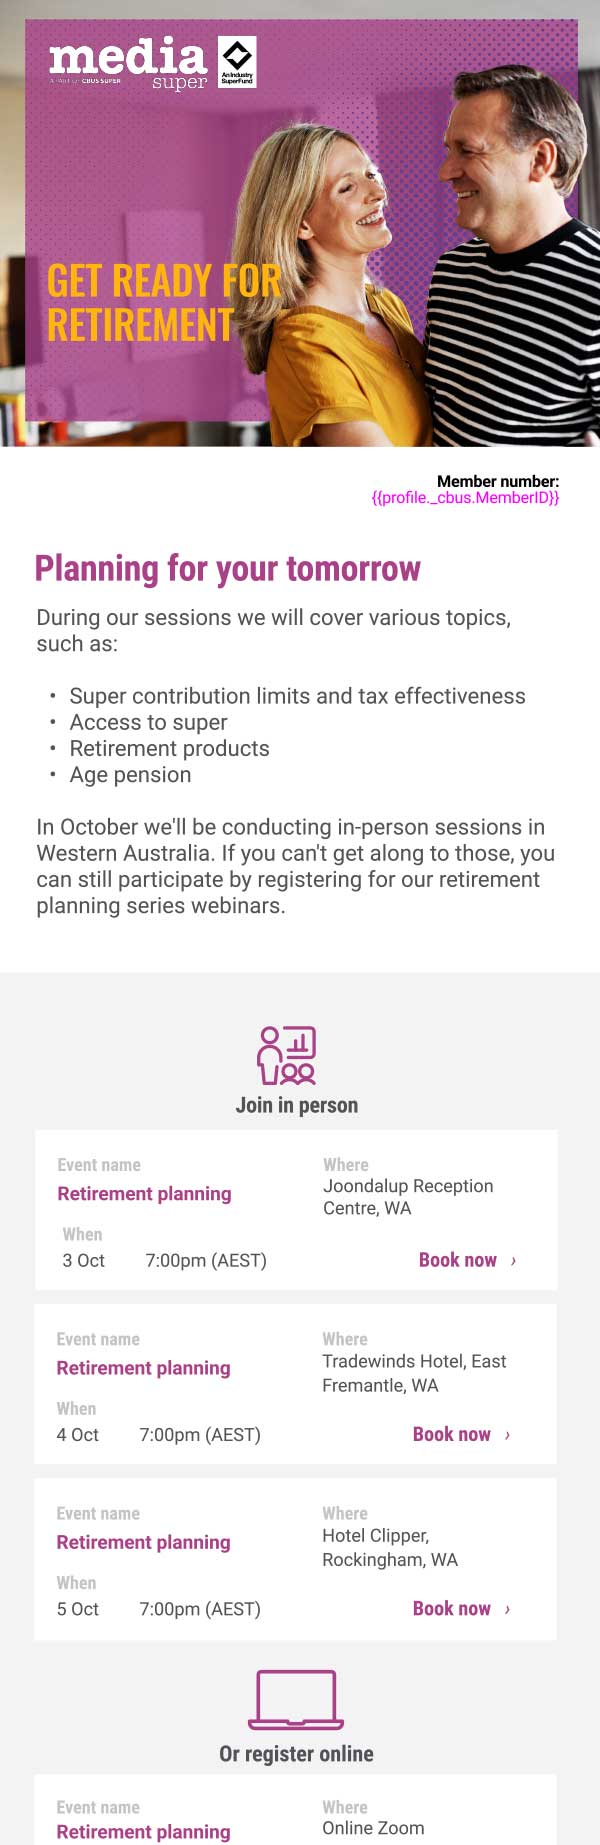 media
A PART OF CBUS SUPER
super
An Industry
SuperFund
GET READY FOR
RETIREMENT
Member number:
{{profile._cbus.MemberID}}
Planning for your tomorrow
During our sessions we will cover various topics,
such as:
• Super contribution limits and tax effectiveness
• Access to super
• Retirement products
• Age pension
In October we'll be conducting in-person sessions in
Western Australia. If you can't get along to those, you
can still participate by registering for our retirement
planning series webinars.
Join in person
Event name
Retirement planning
Where
Joondalup Reception
Centre, WA
When
3 Oct 7:00pm (AEST)
Book now ›
Event name
Retirement planning
Where
Tradewinds Hotel, East
Fremantle, WA
When
4 Oct 7:00pm (AEST)
Book now ›
Event name
Retirement planning
Where
Hotel Clipper,
Rockingham, WA
When
5 Oct 7:00pm (AEST)
Book now ›
Or register online
Event name
Retirement planning
Where
Online Zoom